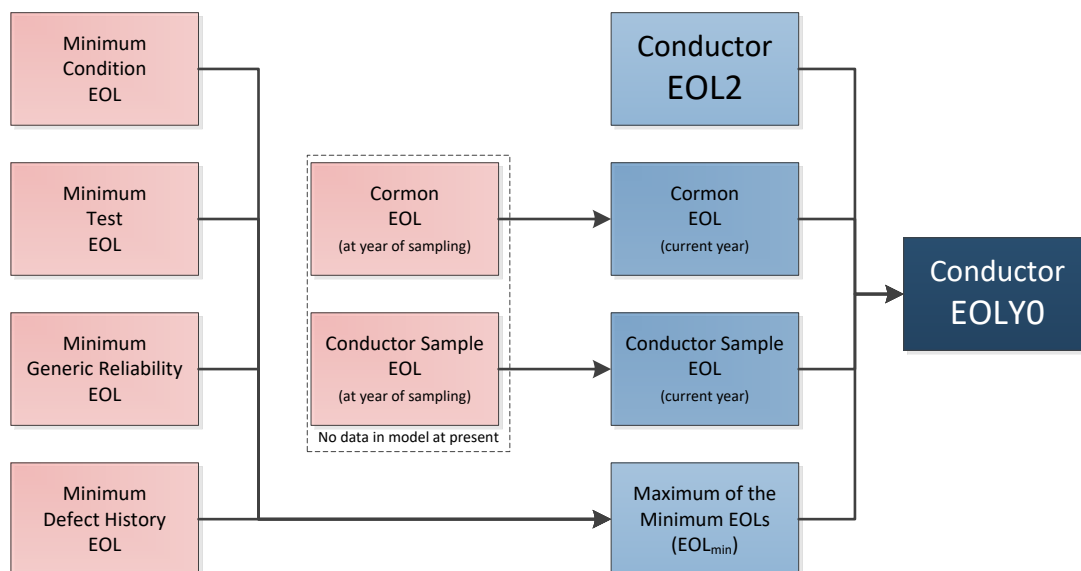 Minimum
Condition
EOL
Conductor
EOL2
Minimum
Test
EOL
Cormon
EOL
(at year of sampling)
Cormon
EOL
(current year)
Conductor
EOLY0
Minimum
Generic Reliability
EOL
Conductor Sample
EOL
(at year of sampling)
Conductor Sample
EOL
(current year)
No data in model at present
Minimum
Defect History
EOL
Maximum of the
Minimum EOLs
(EOLmin)